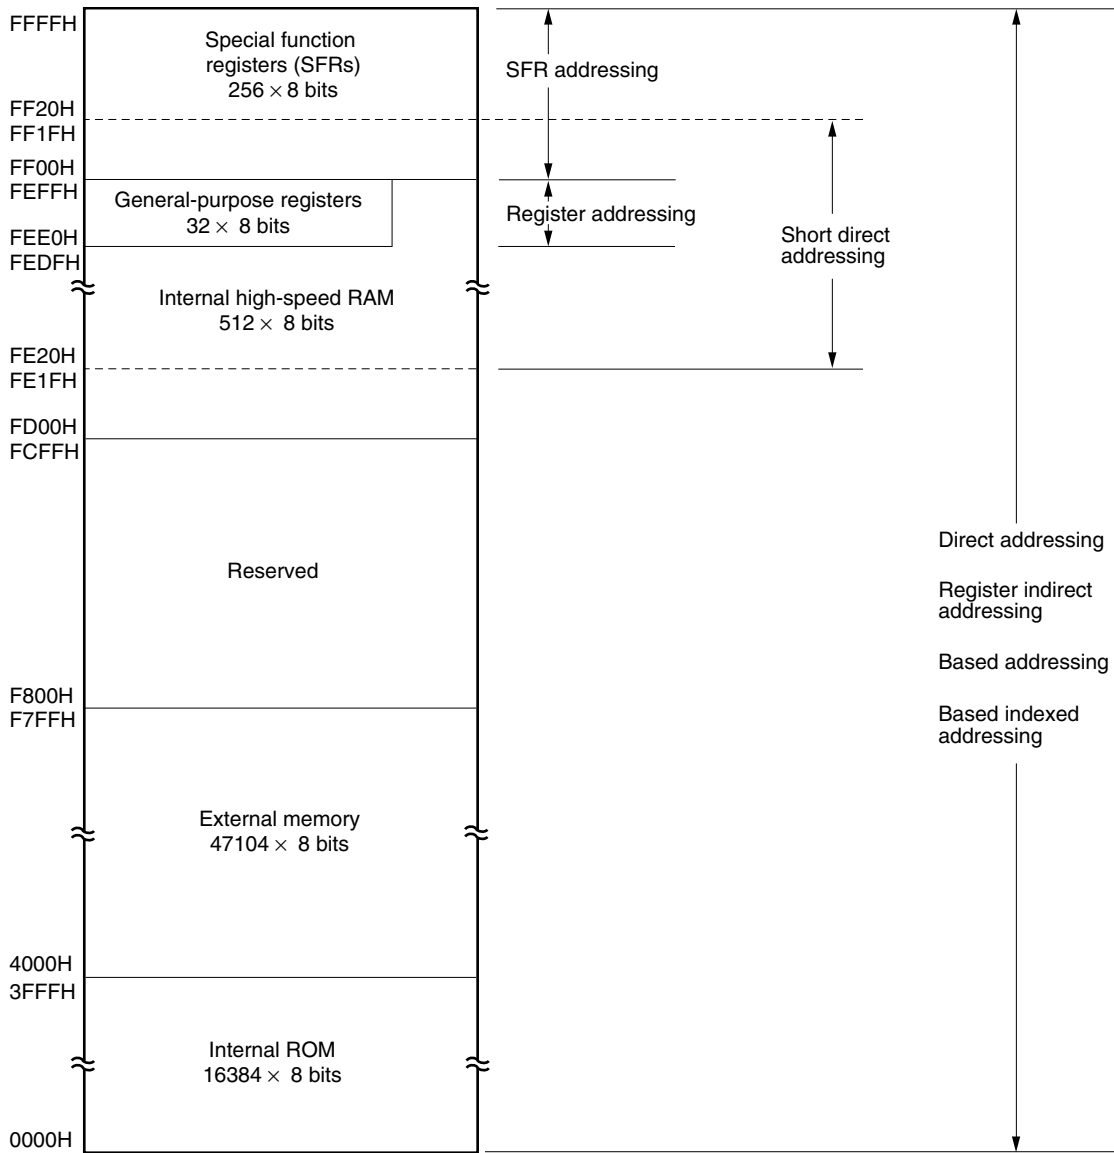 FFFFH
Special function
registers (SFRs)
256 × 8 bits
SFR addressing
FF20H
FF1FH
FF00H
FEFFH
General-purpose registers
32 × 8 bits
Register addressing
Short direct
addressing
FEE0H
FEDFH
Internal high-speed RAM
512 × 8 bits
FE20H
FE1FH
FD00H
FCFFH
Reserved
Direct addressing
Register indirect
addressing
Based addressing
Based indexed
addressing
F800H
F7FFH
External memory
47104 × 8 bits
4000H
3FFFH
Internal ROM
16384 × 8 bits
0000H